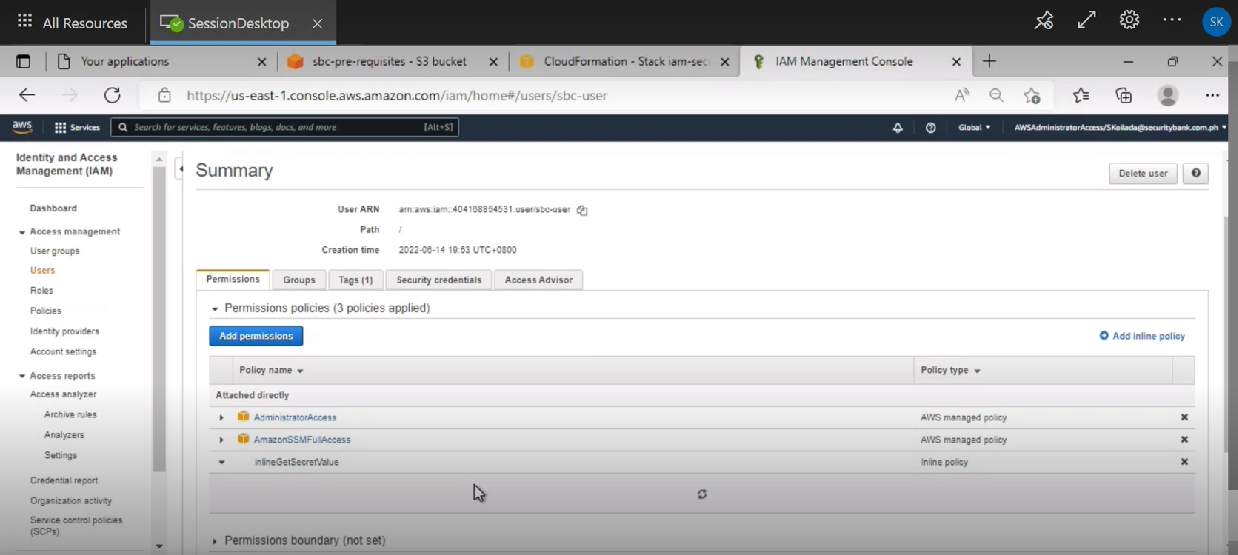 All Resources
SessionDesktop
SK
Your applications
sbc-pre-requisites - S3 bucket
CloudFormation - Stack iam-sec
IAM Management Console
https://us-east-1.console.aws.amazon.com/iam/home#/users/sbc-user
aws
Services
Search for services, features, blogs, docs, and more
[Alt+S]
Global
AWSAdministratorAccess/SKoilada@securitybank.com.ph
Identity and Access
Management (IAM)
Dashboard
Access management
User groups
Users
Roles
Policies
Identity providers
Account settings
Access reports
Access analyzer
Archive rules
Analyzers
Settings
Credential report
Organization activity
Service control policies
(SCPs)
Summary
Delete user
User ARN
arn:aws:iam::404168854531:user/sbc-user
Path
/
Creation time
2022-06-14 19:53 UTC+0800
Permissions
Groups
Tags (1)
Security credentials
Access Advisor
Permissions policies (3 policies applied)
Add permissions
Add inline policy
Policy name
Policy type
Attached directly
AdministratorAccess
AWS managed policy
AmazonSSMFullAccess
AWS managed policy
InlineGetSecretValue
Inline policy
Permissions boundary (not set)